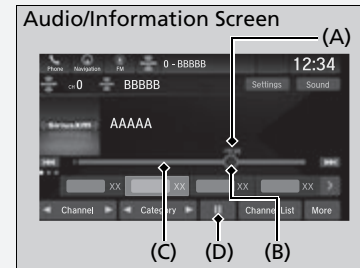 Audio/Information Screen
(A)
Phone Navigation FM 0 - BBBBB 12:34
CH 0 BBBBB Settings Sound
SiriusXM AAAAA
XX XX XX XX
Channel Category Channel List More
(C) (D) (B)